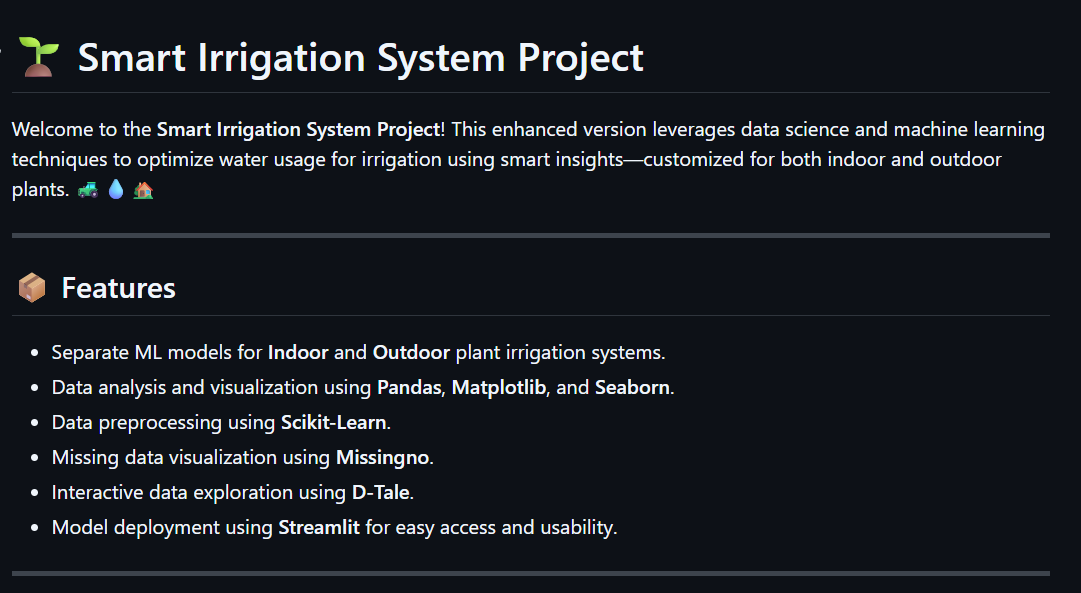 🌱 Smart Irrigation System Project
Welcome to the Smart Irrigation System Project! This enhanced version leverages data science and machine learning
techniques to optimize water usage for irrigation using smart insights—customized for both indoor and outdoor
plants. 🚜 💧 🏡
📦 Features
• Separate ML models for Indoor and Outdoor plant irrigation systems.
• Data analysis and visualization using Pandas, Matplotlib, and Seaborn.
• Data preprocessing using Scikit-Learn.
• Missing data visualization using Missingno.
• Interactive data exploration using D-Tale.
• Model deployment using Streamlit for easy access and usability.